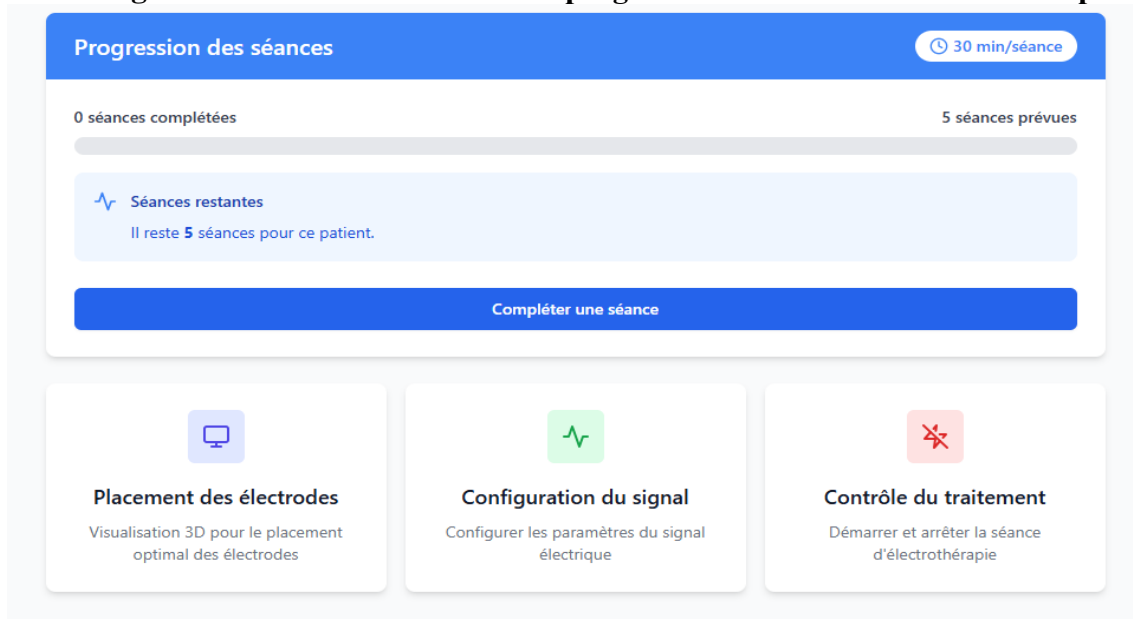 Progression des séances
30 min/séance
0 séances complétées
5 séances prévues
Séances restantes
Il reste 5 séances pour ce patient.
Compléter une séance
Placement des électrodes
Visualisation 3D pour le placement
optimal des électrodes
Configuration du signal
Configurer les paramètres du signal
électrique
Contrôle du traitement
Démarrer et arrêter la séance
d'électrothérapie